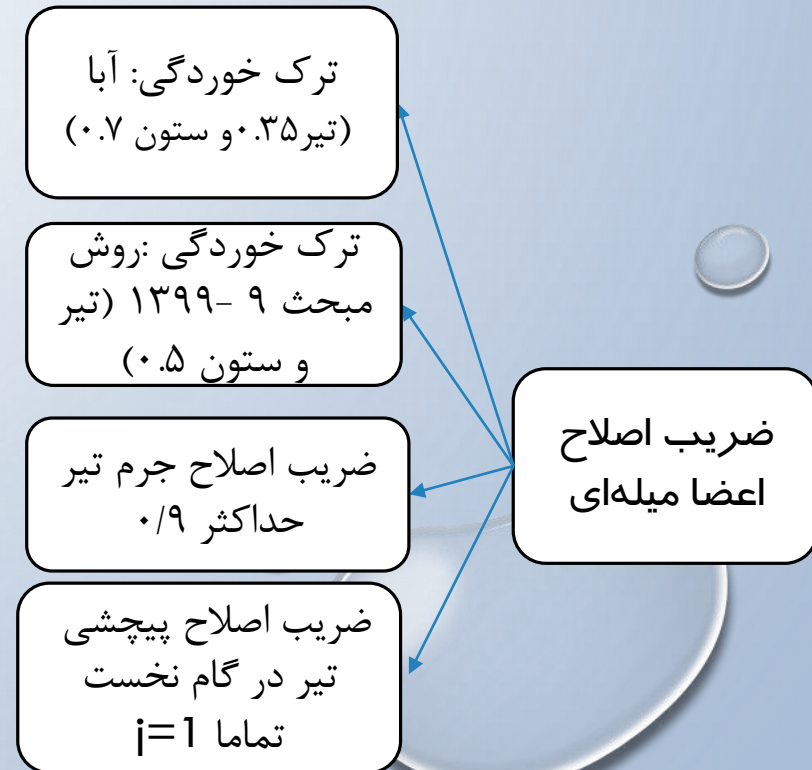 ترک خوردگی: آبا
(تیر۰.۳۵و ستون ۰.۷)
ترک خوردگی :روش
مبحث ۹ -۱۳۹۹ (تیر
و ستون ۰.۵)
ضریب اصلاح
اعضا میله‌ای
ضریب اصلاح جرم تیر
حداکثر ۰/۹
ضریب اصلاح پیچشی
تیر در گام نخست
تماما j=1